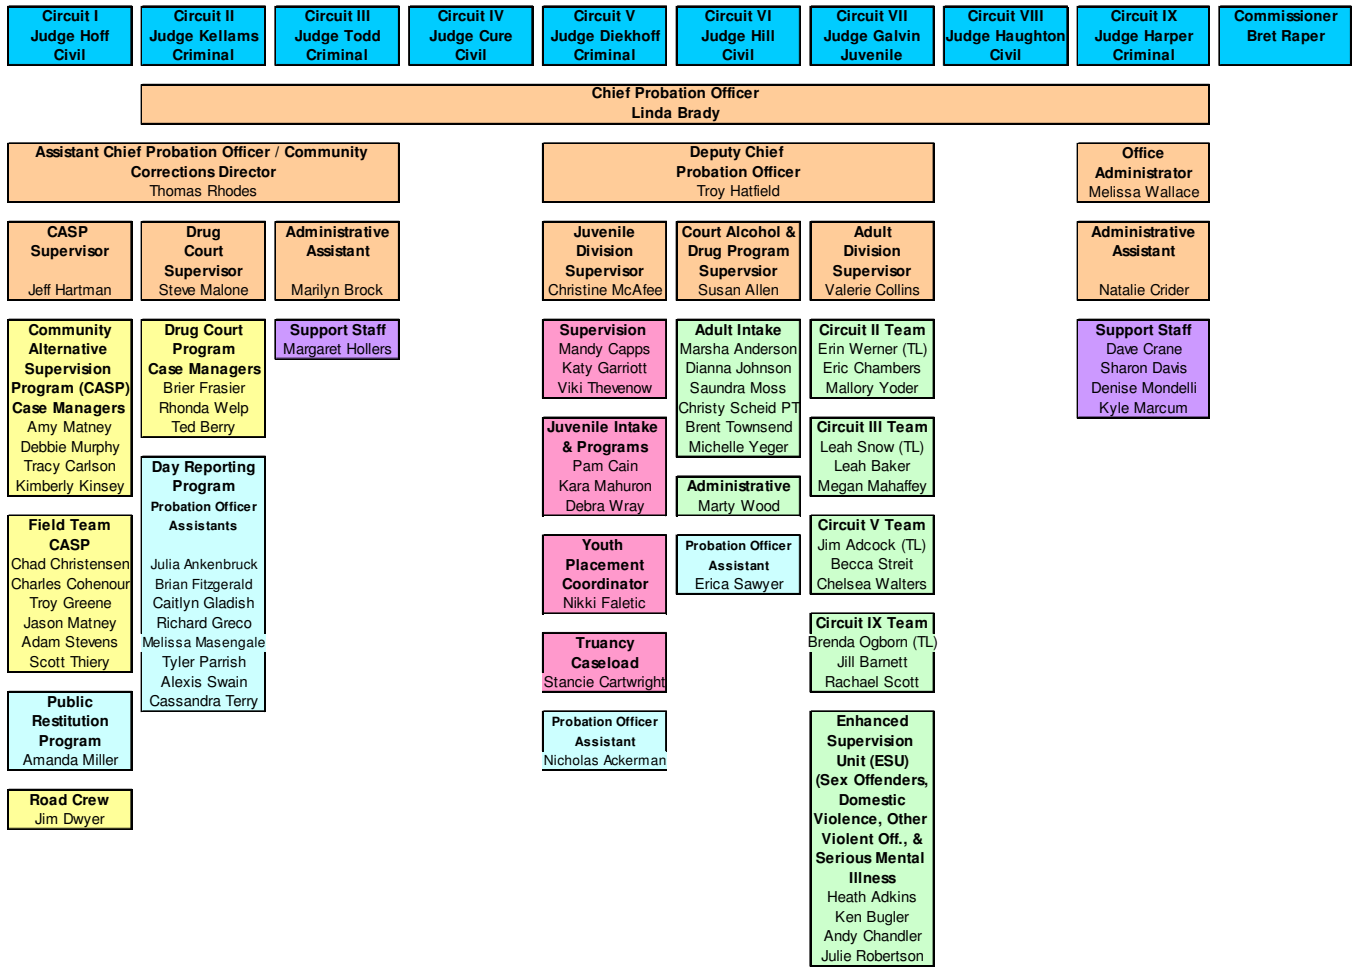 Circuit I
Judge Hoff
Civil
Circuit II
Judge Kellams
Criminal
Circuit III
Judge Todd
Criminal
Circuit IV
Judge Cure
Civil
Circuit V
Judge Diekhoff
Criminal
Circuit VI
Judge Hill
Civil
Circuit VII
Judge Galvin
Juvenile
Circuit VIII
Judge Haughton
Civil
Circuit IX
Judge Harper
Criminal
Commissioner
Bret Raper
Chief Probation Officer
Linda Brady
Assistant Chief Probation Officer / Community
Corrections Director
Thomas Rhodes
Deputy Chief
Probation Officer
Troy Hatfield
Office
Administrator
Melissa Wallace
CASP
Supervisor
Jeff Hartman
Drug
Court
Supervisor
Steve Malone
Administrative
Assistant
Marilyn Brock
Juvenile
Division
Supervisor
Christine McAfee
Court Alcohol &
Drug Program
Supervsior
Susan Allen
Adult
Division
Supervisor
Valerie Collins
Administrative
Assistant
Natalie Crider
Community
Alternative
Supervision
Program (CASP)
Case Managers
Amy Matney
Debbie Murphy
Tracy Carlson
Kimberly Kinsey
Field Team
CASP
Chad Christensen
Charles Cohenour
Troy Greene
Jason Matney
Adam Stevens
Scott Thiery
Public
Restitution
Program
Amanda Miller
Road Crew
Jim Dwyer
Drug Court
Program
Case Managers
Brier Frasier
Rhonda Welp
Ted Berry
Day Reporting
Program
Probation Officer
Assistants
Julia Ankenbruck
Brian Fitzgerald
Caitlyn Gladish
Richard Greco
Melissa Masengale
Tyler Parrish
Alexis Swain
Cassandra Terry
Support Staff
Margaret Hollers
Supervision
Mandy Capps
Katy Garriott
Viki Thevenow
Juvenile Intake
& Programs
Pam Cain
Kara Mahuron
Debra Wray
Youth
Placement
Coordinator
Nikki Faletic
Truancy
Caseload
Stancie Cartwright
Probation Officer
Assistant
Nicholas Ackerman
Adult Intake
Marsha Anderson
Dianna Johnson
Saundra Moss
Christy Scheid PT
Brent Townsend
Michelle Yeger
Administrative
Marty Wood
Probation Officer
Assistant
Erica Sawyer
Circuit II Team
Erin Werner (TL)
Eric Chambers
Mallory Yoder
Circuit III Team
Leah Snow (TL)
Leah Baker
Megan Mahaffey
Circuit V Team
Jim Adcock (TL)
Becca Streit
Chelsea Walters
Circuit IX Team
Brenda Ogborn (TL)
Jill Barnett
Rachael Scott
Enhanced
Supervision
Unit (ESU)
(Sex Offenders,
Domestic
Violence, Other
Violent Off., &
Serious Mental
Illness
Heath Adkins
Ken Bugler
Andy Chandler
Julie Robertson
Support Staff
Dave Crane
Sharon Davis
Denise Mondelli
Kyle Marcum